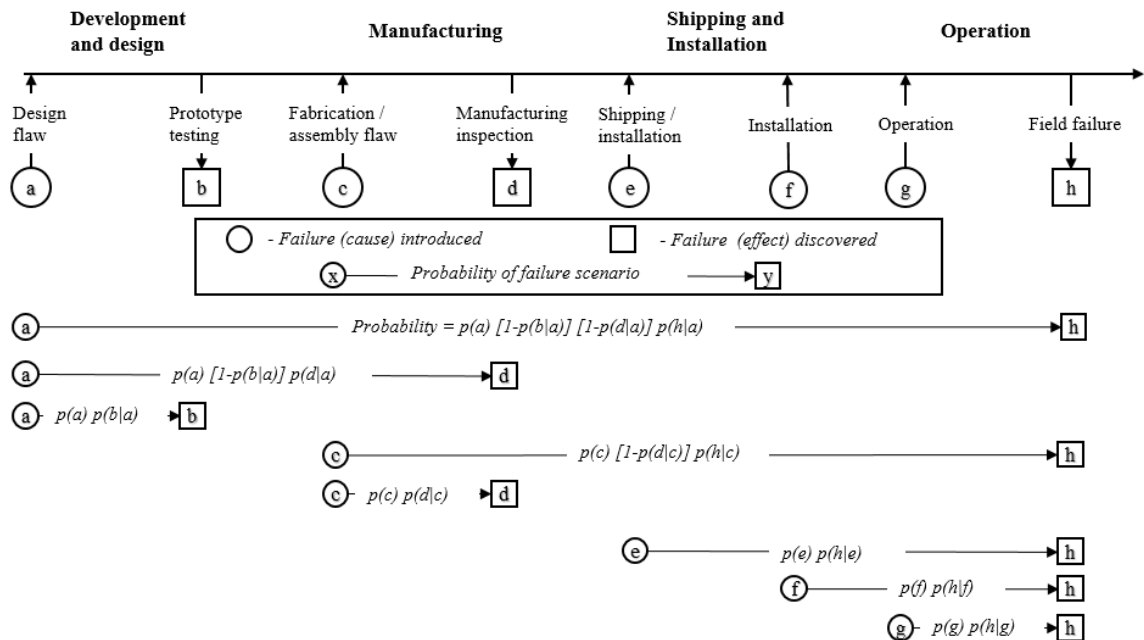 Development
and design
Manufacturing
Shipping and
Installation
Operation
Design
flaw
Prototype
testing
Fabrication /
assembly flaw
Manufacturing
inspection
Shipping /
installation
Installation
Operation
Field failure
a
b
c
d
e
f
g
h
- Failure (cause) introduced
- Failure (effect) discovered
x
Probability of failure scenario
y
a
Probability = p(a) [1-p(b|a)] [1-p(d|a)] p(h|a)
h
a
p(a) [1-p(b|a)] p(d|a)
d
a
p(a) p(b|a)
b
c
p(c) [1-p(d|c)] p(h|c)
h
c
p(c) p(d|c)
d
e
p(e) p(h|e)
h
f
p(f) p(h|f)
h
g
p(g) p(h|g)
h